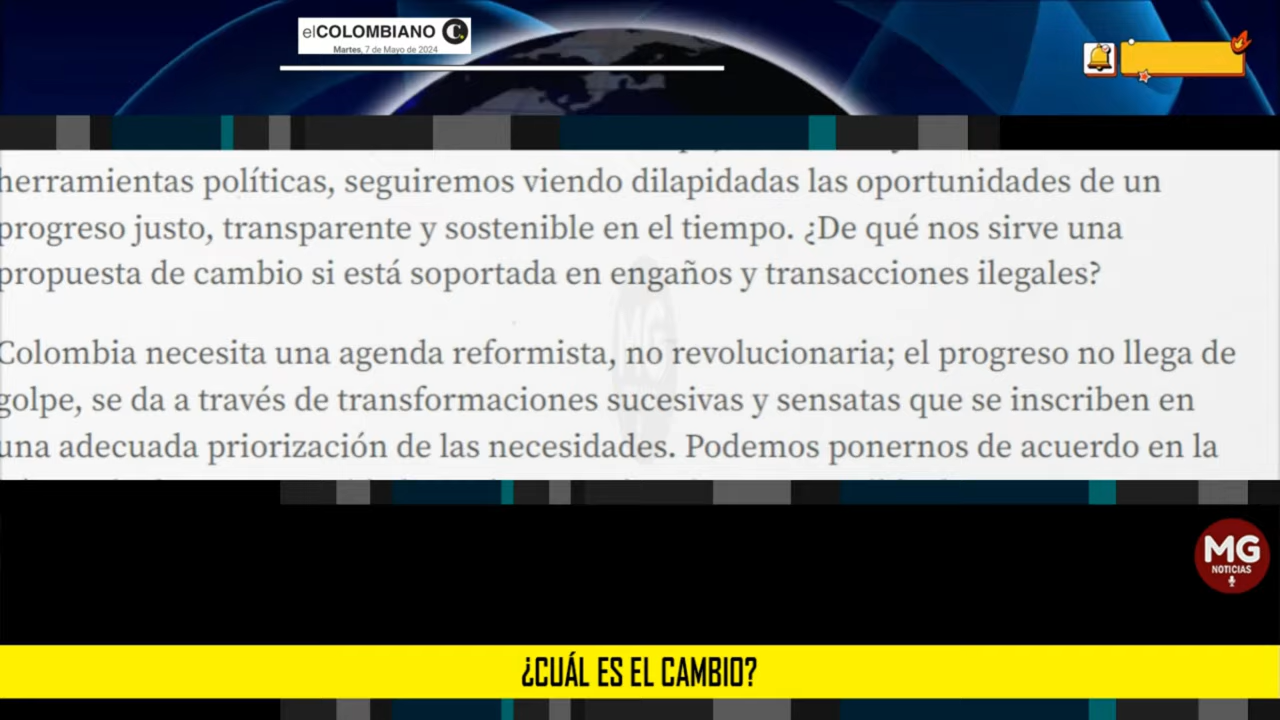 elCOLOMBIANO
Martes, 7 de Mayo de 2024
herramientas políticas, seguiremos viendo dilapidadas las oportunidades de un
progreso justo, transparente y sostenible en el tiempo. ¿De qué nos sirve una
propuesta de cambio si está soportada en engaños y transacciones ilegales?
Colombia necesita una agenda reformista, no revolucionaria; el progreso no llega de
golpe, se da a través de transformaciones sucesivas y sensatas que se inscriben en
una adecuada priorización de las necesidades. Podemos ponernos de acuerdo en la
MG
NOTICIAS
¿CUÁL ES EL CAMBIO?